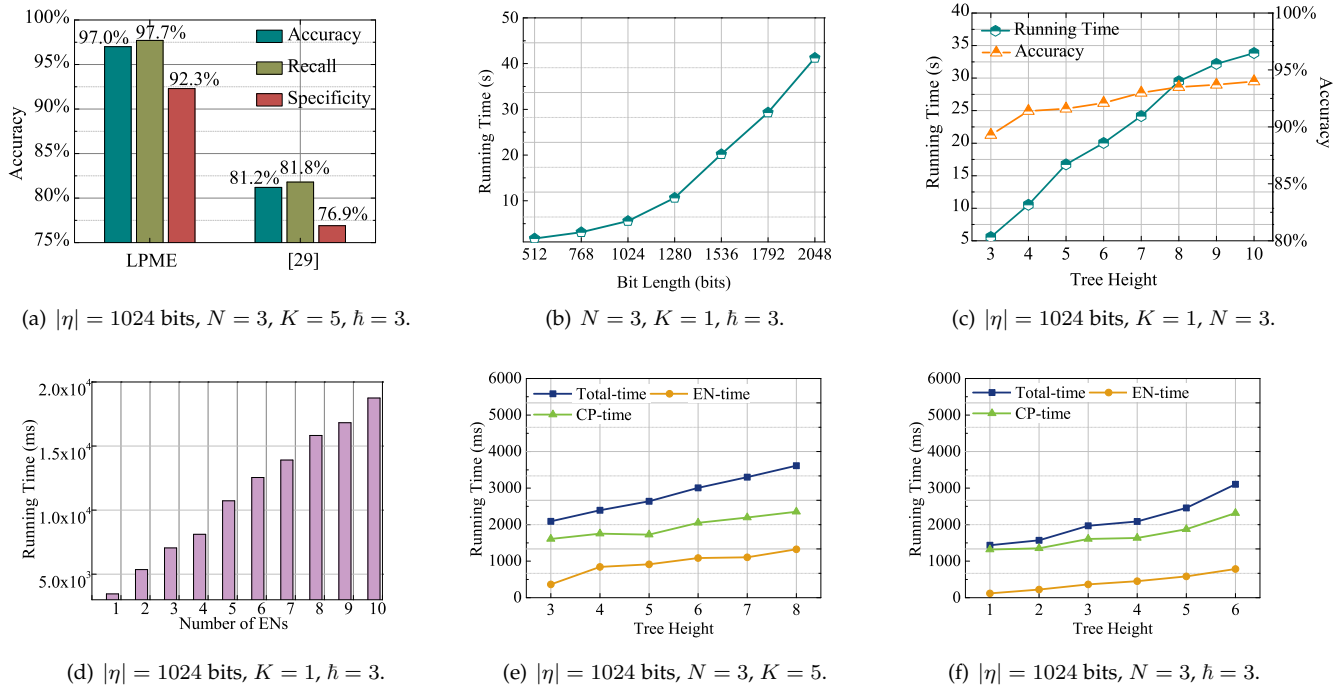 100%
95%
90%
85%
80%
75%
Accuracy
97.0%
97.7%
92.3%
81.2%
81.8%
76.9%
Accuracy
Recall
Specificity
LPME
[29]
(a) |η| = 1024 bits, N = 3, K = 5, ħ = 3.
50
40
30
20
10
Running Time (s)
512 768 1024 1280 1536 1792 2048
Bit Length (bits)
(b) N = 3, K = 1, ħ = 3.
40
35
30
25
20
15
10
5
Running Time (s)
Running Time
Accuracy
100%
95%
90%
85%
80%
Accuracy
3 4 5 6 7 8 9 10
Tree Height
(c) |η| = 1024 bits, K = 1, N = 3.
2.0x10⁴
1.5x10⁴
1.0x10⁴
5.0x10³
Running Time (ms)
1 2 3 4 5 6 7 8 9 10
Number of ENs
(d) |η| = 1024 bits, K = 1, ħ = 3.
6000
5000
4000
3000
2000
1000
0
Running Time (ms)
Total-time EN-time
CP-time
3 4 5 6 7 8
Tree Height
(e) |η| = 1024 bits, N = 3, K = 5.
6000
5000
4000
3000
2000
1000
0
Running Time (ms)
Total-time EN-time
CP-time
1 2 3 4 5 6
Tree Height
(f) |η| = 1024 bits, N = 3, ħ = 3.